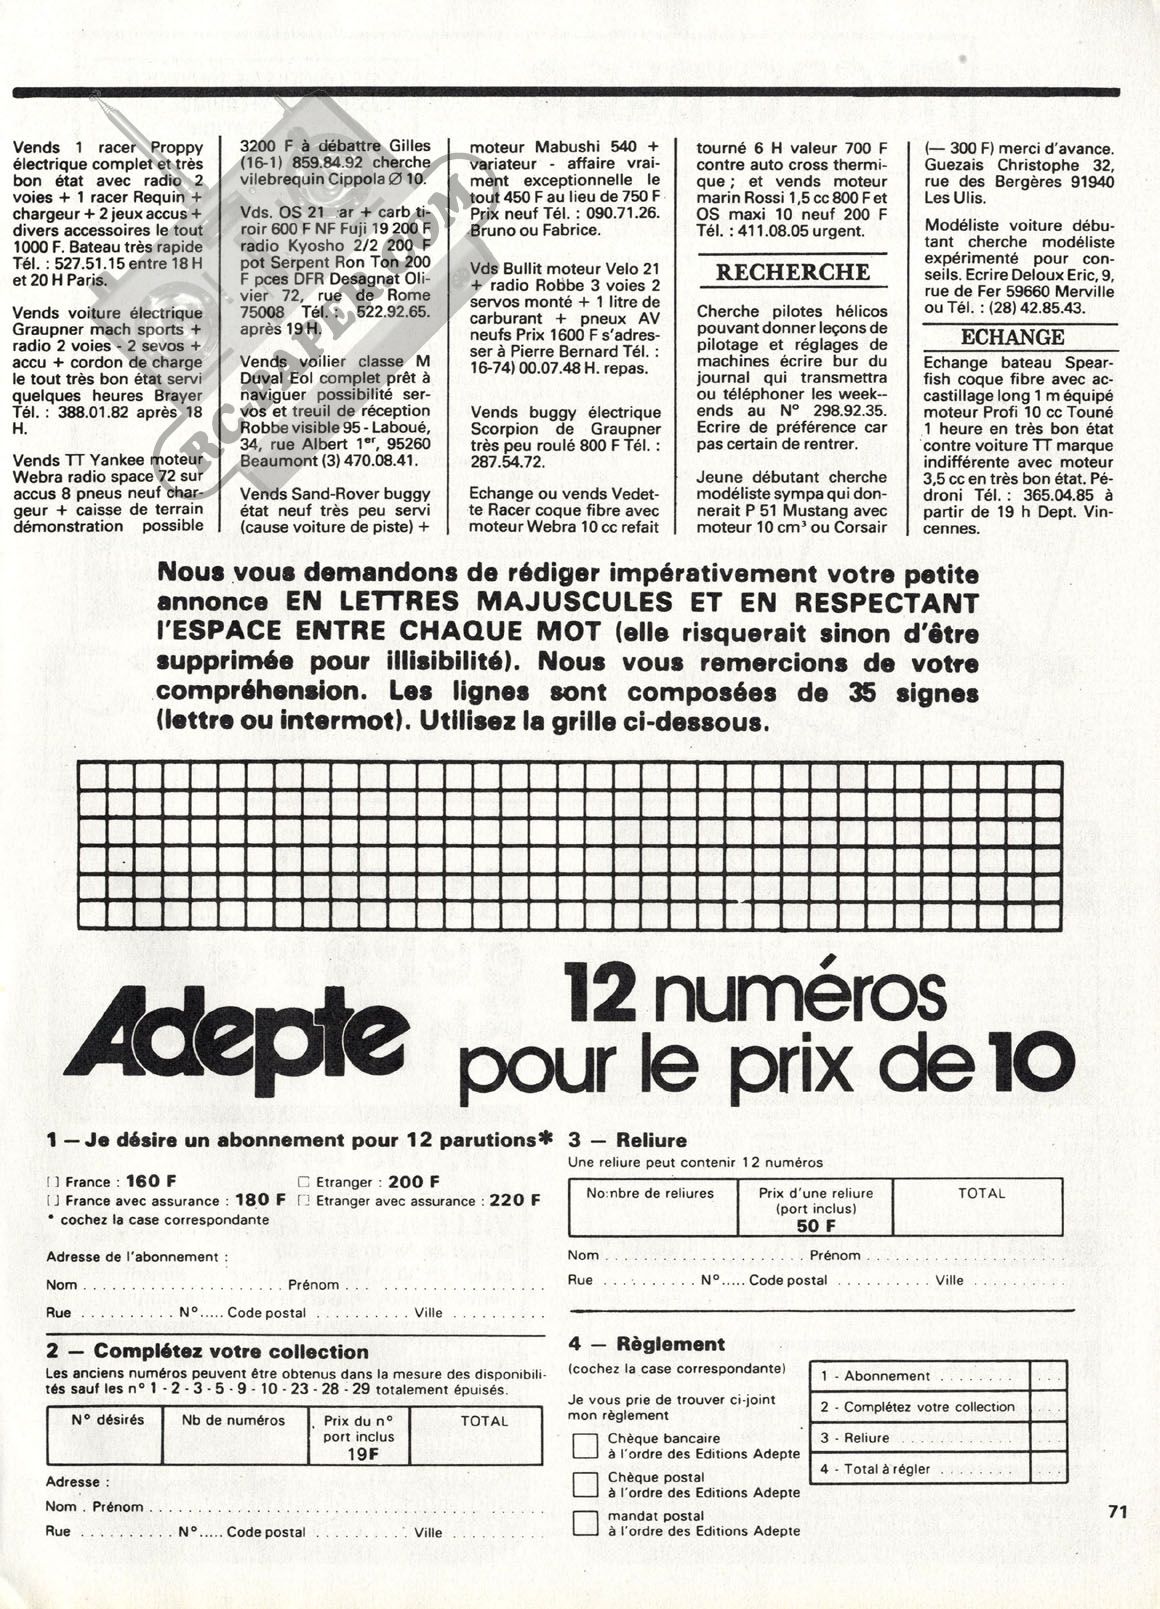 Vends 1 racer Proppy
électrique complet et très
bon état avec radio 2
voies + 1 racer Requin +
chargeur + 2 jeux accus +
divers accessoires le tout
1000 F. Bateau très rapide
Tél. : 527.51.15 entre 18 H
et 20 H Paris.
Vends voiture électrique
Graupner mach sports +
radio 2 voies - 2 sevos +
accu + cordon de charge
le tout très bon état servi
quelques heures Brayer
Tél. : 388.01.82 après 18
H.
Vends TT Yankee moteur
Webra radio space 72 sur
accus 8 pneus neuf char-
geur + caisse de terrain
démonstration possible
3200 F à débattre Gilles
(16-1) 859.84.92 cherche
vilebrequin Cippola Ø 10.
Vds. OS 21 ar + carb ti-
roir 600 F NF Fuji 19 200 F
radio Kyosho 2/2 200 F
pot Serpent Ron Ton 200
F pces DFR Desagnat Oli-
vier 72, rue de Rome
75008 Tél. : 522.92.65.
après 19 H.
Vends voilier classe M
Duval Eol complet prêt à
naviguer possibilité ser-
vos et treuil de réception
Robbe visible 95 - Laboué,
34, rue Albert 1er, 95260
Beaumont (3) 470.08.41.
Vends Sand-Rover buggy
état neuf très peu servi
(cause voiture de piste) +
moteur Mabushi 540 +
variateur - affaire vrai-
ment exceptionnelle le
tout 450 F au lieu de 750 F
Prix neuf Tél. : 090.71.26.
Bruno ou Fabrice.
Vds Bullit moteur Velo 21
+ radio Robbe 3 voies 2
servos monté + 1 litre de
carburant + pneux AV
neufs Prix 1600 F s'adres-
ser à Pierre Bernard Tél. :
16-74) 00.07.48 H. repas.
Vends buggy électrique
Scorpion de Graupner
très peu roulé 800 F Tél. :
287.54.72.
Echange ou vends Vedet-
te Racer coque fibre avec
moteur Webra 10 cc refait
tourné 6 H valeur 700 F
contre auto cross thermi-
que ; et vends moteur
marin Rossi 1,5 cc 800 F et
OS maxi 10 neuf 200 F
Tél. : 411.08.05 urgent.
RECHERCHE
Cherche pilotes hélicos
pouvant donner leçons de
pilotage et réglages de
machines écrire bur du
journal qui transmettra
ou téléphoner les week--
ends au N° 298.92.35.
Ecrire de préférence car
pas certain de rentrer.
Jeune débutant cherche
modéliste sympa qui don-
nerait P 51 Mustang avec
moteur 10 cm³ ou Corsair
(— 300 F) merci d'avance.
Guezais Christophe 32,
rue des Bergères 91940
Les Ulis.
Modéliste voiture débu-
tant cherche modéliste
expérimenté pour con-
seils. Ecrire Deloux Eric, 9,
rue de Fer 59660 Merville
ou Tél. : (28) 42.85.43.
ECHANGE
Echange bateau Spear-
fish coque fibre avec ac-
castillage long 1 m équipé
moteur Profi 10 cc Touné
1 heure en très bon état
contre voiture TT marque
indifférente avec moteur
3,5 cc en très bon état. Pé-
droni Tél. : 365.04.85 à
partir de 19 h Dept. Vin-
cennes.
RC-PAPER.COM
Nous vous demandons de rédiger impérativement votre petite
annonce EN LETTRES MAJUSCULES ET EN RESPECTANT
l'ESPACE ENTRE CHAQUE MOT (elle risquerait sinon d'être
supprimée pour illisibilité). Nous vous remercions de votre
compréhension. Les lignes sont composées de 35 signes
(lettre ou intermot). Utilisez la grille ci-dessous.
Adepte
12 numéros
pour le prix de 10
1 — Je désire un abonnement pour 12 parutions*
France : 160 F Etranger : 200 F
France avec assurance : 180 F Etranger avec assurance : 220 F
* cochez la case correspondante
Adresse de l'abonnement :
Nom . . . . . . . . . . Prénom . . . . . . . . . .
Rue . . . . . . . . . . N°..... Code postal . . . . . . . . . . Ville . . . . . . . . . .
2 — Complétez votre collection
Les anciens numéros peuvent être obtenus dans la mesure des disponibili-
tés sauf les n° 1 - 2 - 3 - 5 - 9 - 10 - 23 - 28 - 29 totalement épuisés.
N° désirés Nb de numéros Prix du n° TOTAL
port inclus
19F
Adresse :
Nom . Prénom . . . . . . . . . .
Rue . . . . . . . . . . N°..... Code postal . . . . . . . . . . Ville . . . . . . . . . .
3 — Reliure
Une reliure peut contenir 12 numéros
Nombre de reliures Prix d'une reliure TOTAL
(port inclus)
50 F
Nom . . . . . . . . . . Prénom . . . . . . . . . .
Rue . . . . . . . . . . N°..... Code postal . . . . . . . . . . Ville . . . . . . . . . .
4 — Règlement
(cochez la case correspondante)
Je vous prie de trouver ci-joint
mon règlement
Chèque bancaire
à l'ordre des Editions Adepte
Chèque postal
à l'ordre des Editions Adepte
mandat postal
à l'ordre des Editions Adepte
1 - Abonnement . . . . . . . .
2 - Complétez votre collection
3 - Reliure . . . . . . . . . .
4 - Total à régler . . . . . . . .
71